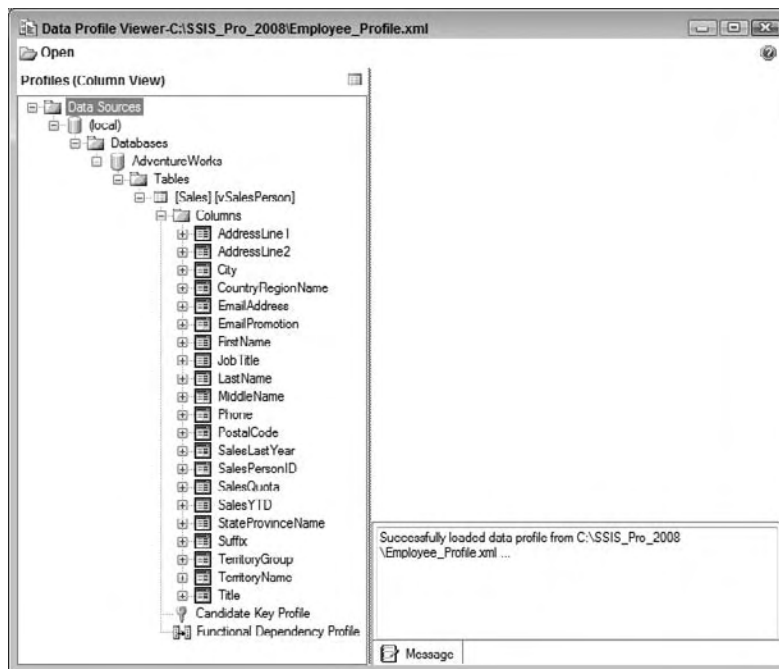 Data Profile Viewer-C:\SSIS_Pro_2008\Employee_Profile.xml
Open
Profiles (Column View)
Data Sources
(local)
Databases
AdventureWorks
Tables
[Sales].[vSalesPerson]
Columns
AddressLine1
AddressLine2
City
CountryRegionName
EmailAddress
EmailPromotion
FirstName
JobTitle
LastName
MiddleName
Phone
PostalCode
SalesLastYear
SalesPersonID
SalesQuota
SalesYTD
StateProvinceName
Suffix
TerritoryGroup
TerritoryName
Title
Candidate Key Profile
Functional Dependency Profile
Successfully loaded data profile from C:\SSIS_Pro_2008
\Employee_Profile.xml ...
Message